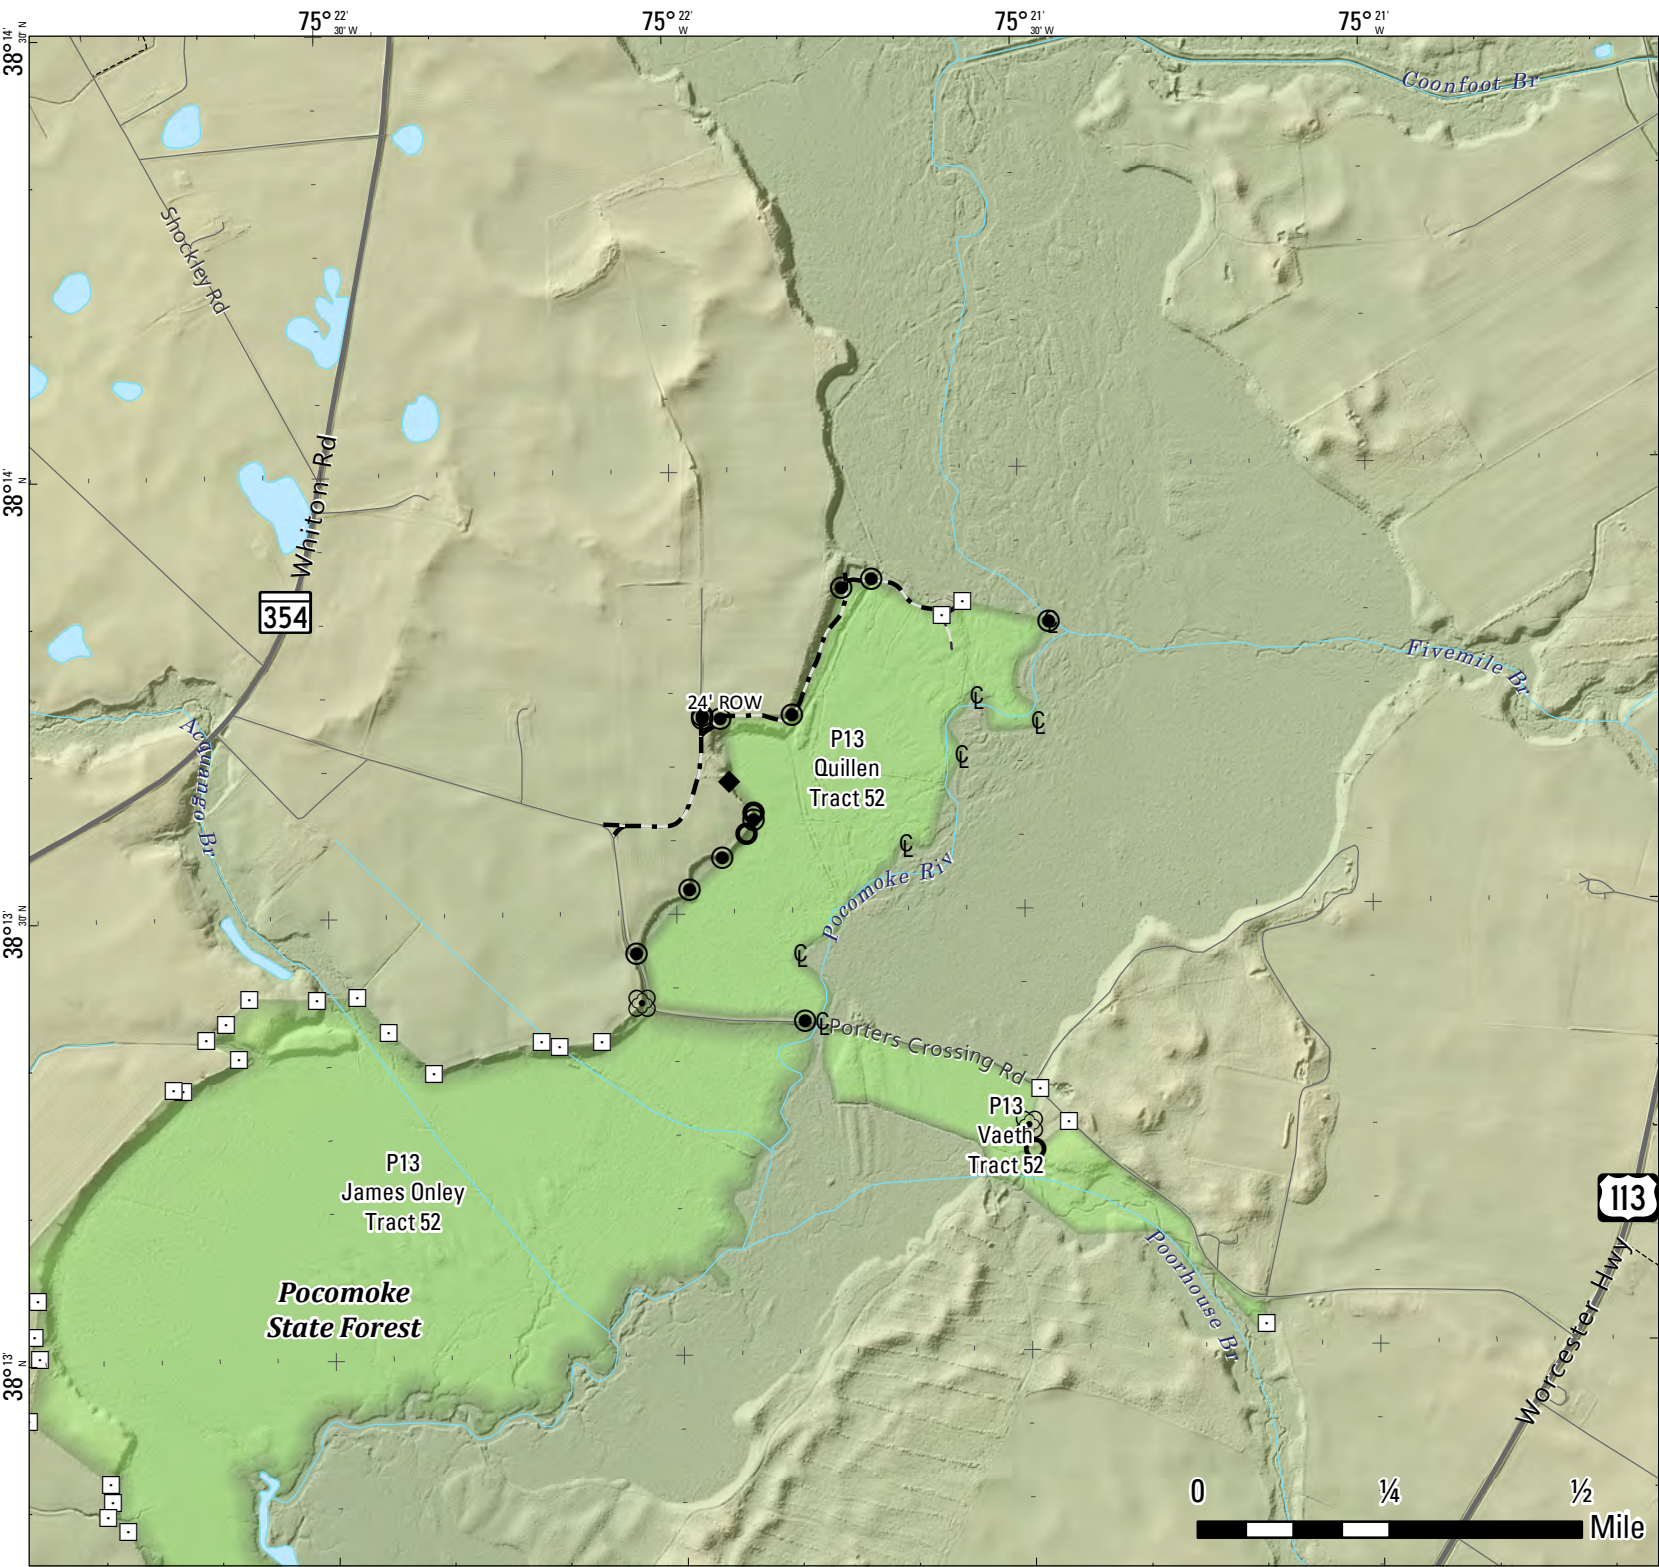 75° 22' 30" W
75° 22' W
75° 21' 30" W
75° 21' W
38°14' 30" N
38°14' N
38°13' 30" N
38°13' N
Coonfoot Br
Shockley Rd
Whiton Rd
354
Fivemile Br
24' ROW
P13
Quillen
Tract 52
Acquango Br
Pocomoke Riv
Porters Crossing Rd
P13
Vaeth
Tract 52
P13
James Onley
Tract 52
113
Poorhouse Br
Pocomoke
State Forest
Worcester Hwy
0 ¼ ½
Mile